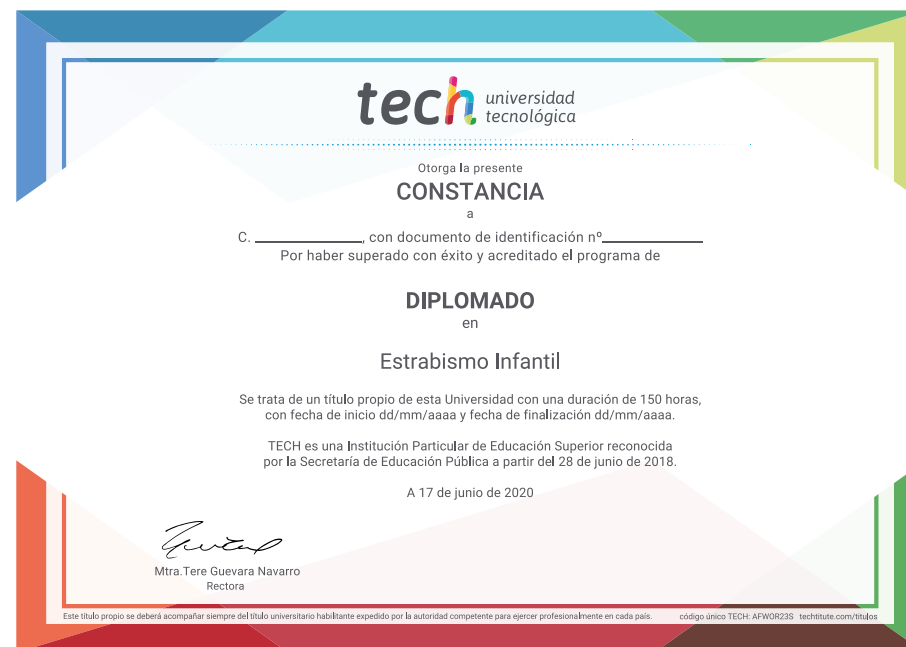 tech universidad
tecnológica
Otorga la presente
CONSTANCIA
a
C. ______________, con documento de identificación nº_____________
Por haber superado con éxito y acreditado el programa de
DIPLOMADO
en
Estrabismo Infantil
Se trata de un título propio de esta Universidad con una duración de 150 horas,
con fecha de inicio dd/mm/aaaa y fecha de finalización dd/mm/aaaa.
TECH es una Institución Particular de Educación Superior reconocida
por la Secretaría de Educación Pública a partir del 28 de junio de 2018.
A 17 de junio de 2020
Mtra.Tere Guevara Navarro
Rectora
Este título propio se deberá acompañar siempre del título universitario habilitante expedido por la autoridad competente para ejercer profesionalmente en cada país. código único TECH: AFWOR23S techtitute.com/titulos